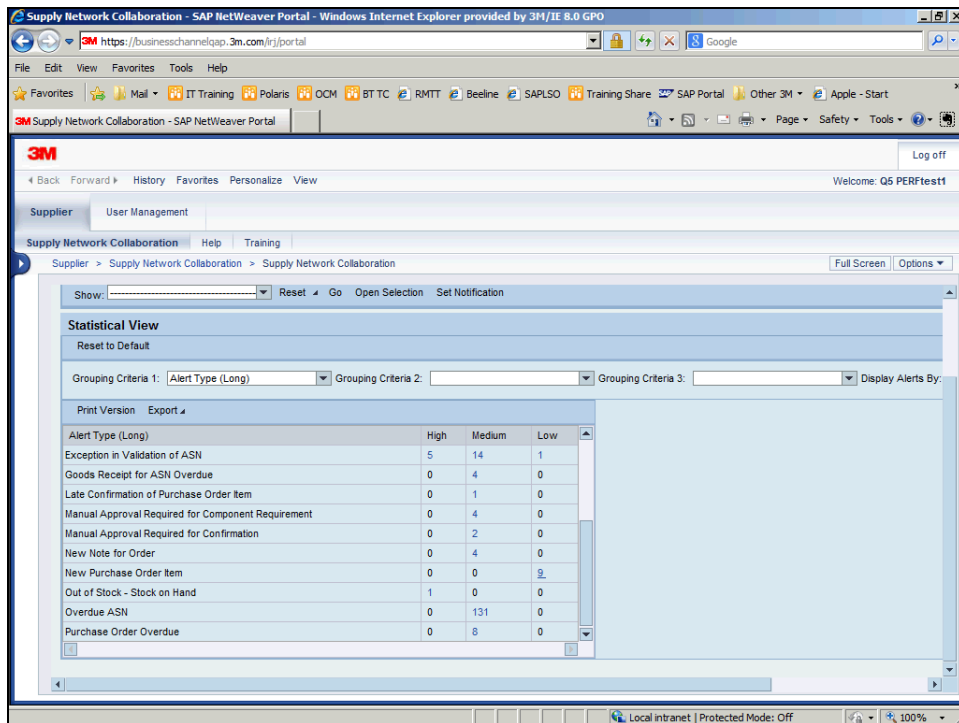 Supply Network Collaboration - SAP NetWeaver Portal - Windows Internet Explorer provided by 3M/IE 8.0 GPO
3M https://businesschannelqap.3m.com/irj/portal
Google
File Edit View Favorites Tools Help
Favorites Mail IT Training Polaris OCM BT TC RMTT Beeline SAPLSO Training Share SAP Portal Other 3M Apple - Start
3M Supply Network Collaboration - SAP NetWeaver Portal
Page Safety Tools
3M
Log off
Back Forward History Favorites Personalize View
Welcome: Q5 PERFtest1
Supplier User Management
Supply Network Collaboration Help Training
Supplier > Supply Network Collaboration > Supply Network Collaboration
Full Screen Options
Show: ---------------------------------------- Reset Go Open Selection Set Notification
Statistical View
Reset to Default
Grouping Criteria 1: Alert Type (Long) Grouping Criteria 2: Grouping Criteria 3: Display Alerts By:
Print Version Export
Alert Type (Long) High Medium Low
Exception in Validation of ASN 5 14 1
Goods Receipt for ASN Overdue 0 4 0
Late Confirmation of Purchase Order Item 0 1 0
Manual Approval Required for Component Requirement 0 4 0
Manual Approval Required for Confirmation 0 2 0
New Note for Order 0 4 0
New Purchase Order Item 0 0 9
Out of Stock - Stock on Hand 1 0 0
Overdue ASN 0 131 0
Purchase Order Overdue 0 8 0
Local intranet | Protected Mode: Off
100%